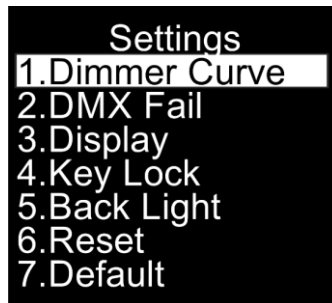 Settings
1.Dimmer Curve
2.DMX Fail
3.Display
4.Key Lock
5.Back Light
6.Reset
7.Default